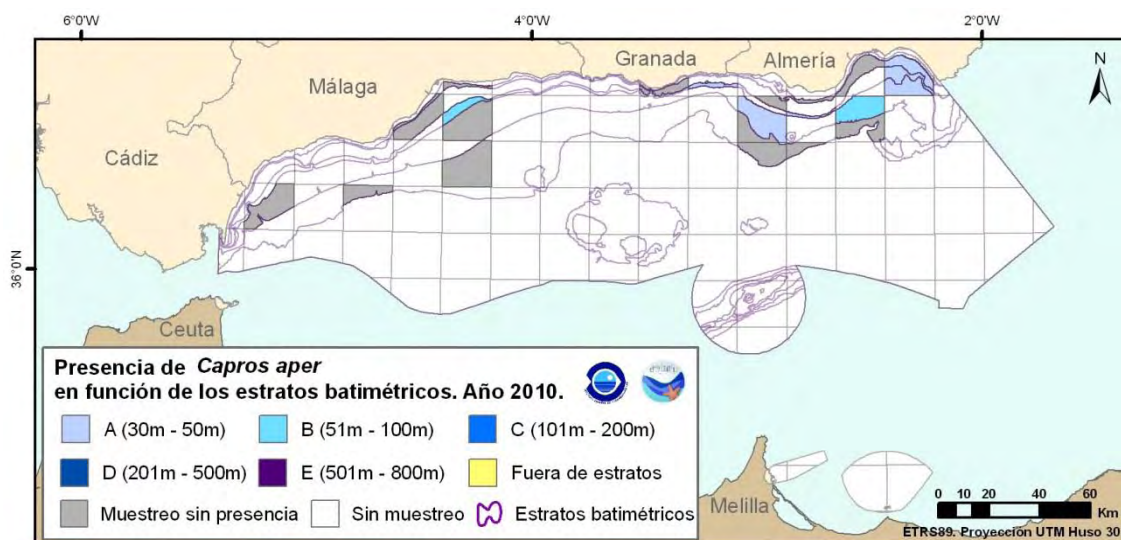 6°0'W 4°0'W 2°0'W
Granada
Almería
N
Málaga
Cádiz
36°0'N
Ceuta
Presencia de Capros aper
en función de los estratos batimétricos. Año 2010.
A (30m - 50m) B (51m - 100m) C (101m - 200m)
D (201m - 500m) E (501m - 800m) Fuera de estratos
Muestreo sin presencia Sin muestreo Estratos batimétricos
Melilla
0 10 20 40 60
Km
ETRS89. Proyección UTM Huso 30